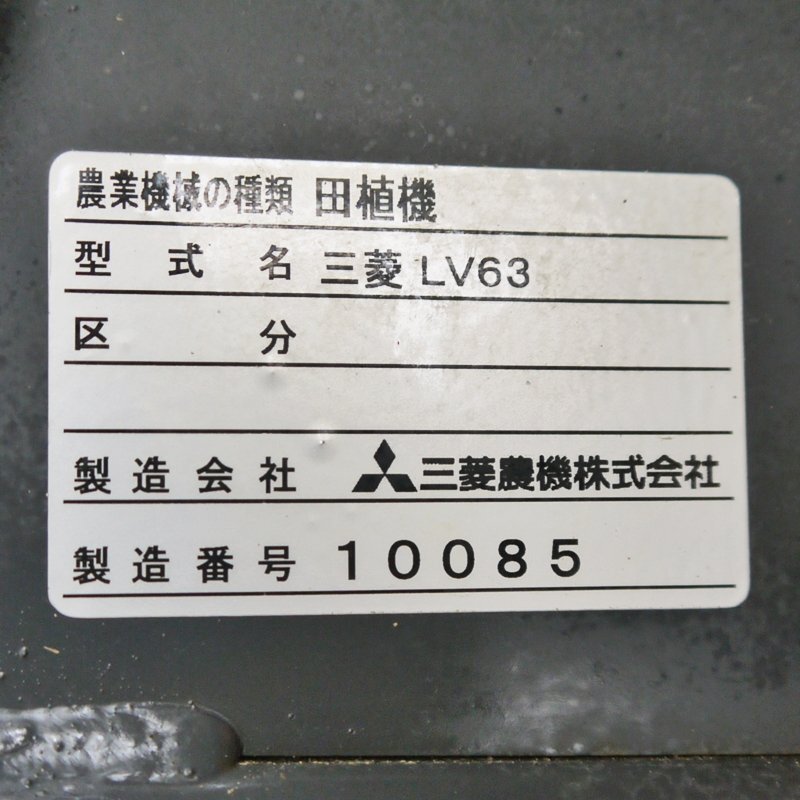 農業機械の種類 田植機
型式名 三菱 LV63
区分
製造会社 三菱農機株式会社
製造番号 10085